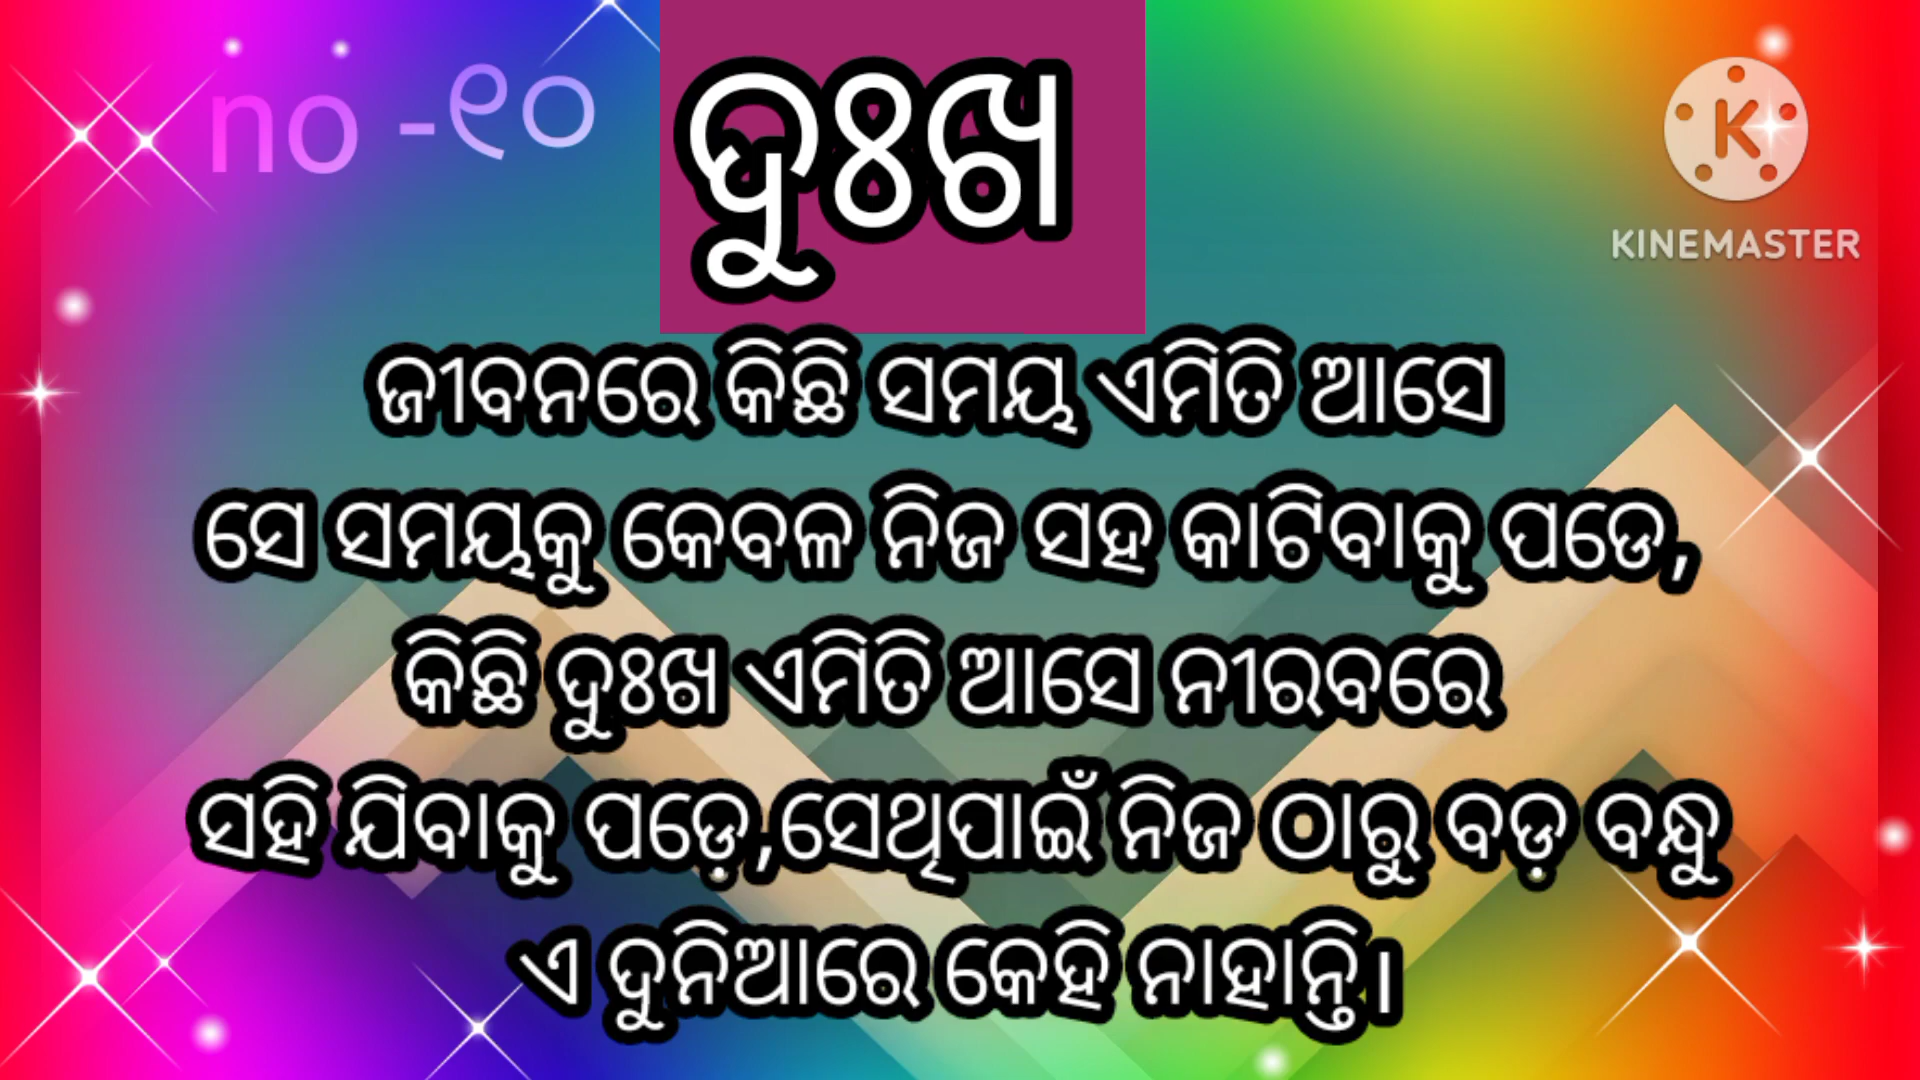 no -୧୦
ଦୁଃଖ
KINEMASTER
ଜୀବନରେ କିଛି ସମୟ ଏମିତି ଆସେ
ସେ ସମୟକୁ କେବଳ ନିଜ ସହ କାଟିବାକୁ ପଡେ,
କିଛି ଦୁଃଖ ଏମିତି ଆସେ ନୀରବରେ
ସହି ଯିବାକୁ ପଡ଼େ,ସେଥିପାଇଁ ନିଜ ଠାରୁ ବଡ଼ ବନ୍ଧୁ
ଏ ଦୁନିଆରେ କେହି ନାହାନ୍ତି।